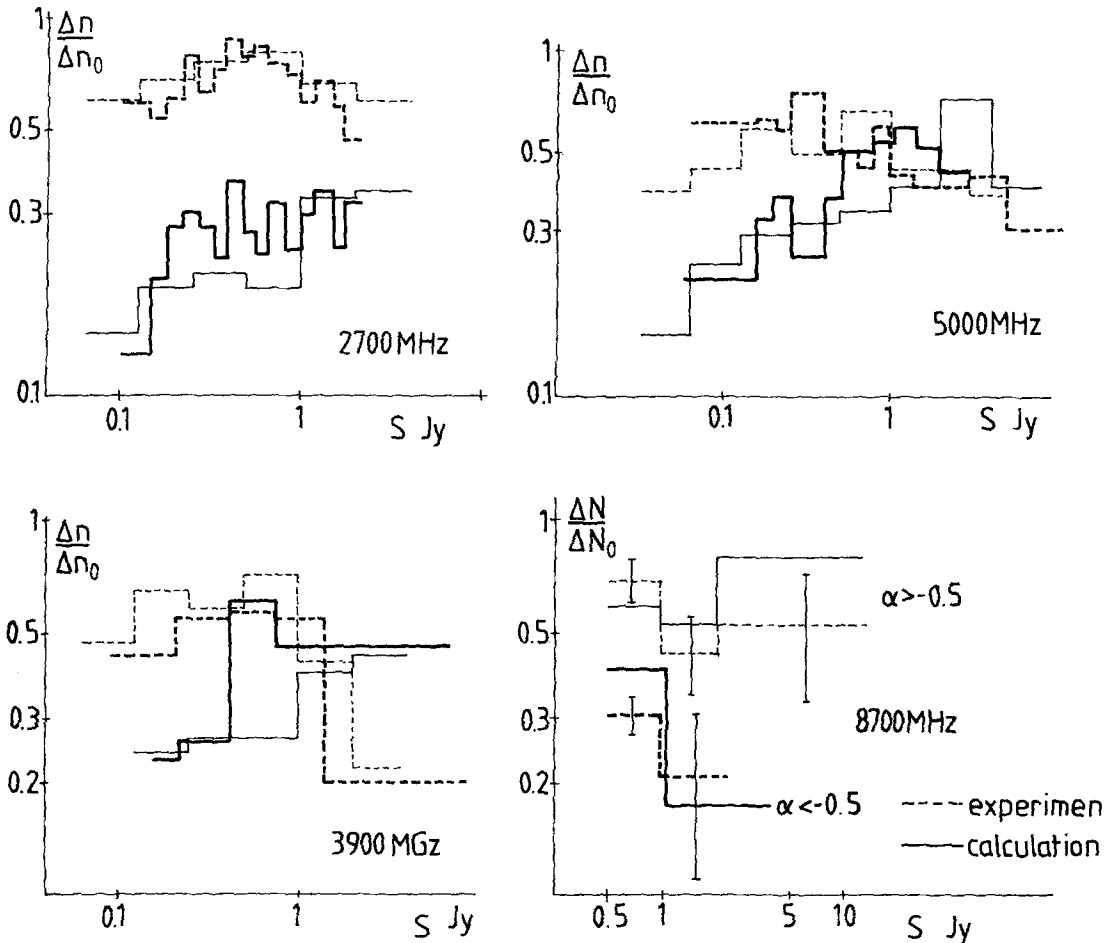 1
Δn
Δn₀
0.5
0.3
0.1
0.1
1
S Jy
2700MHz
1
Δn
Δn₀
0.5
0.3
0.1
0.1
1
S Jy
5000MHz
1
Δn
Δn₀
0.5
0.3
0.2
0.1
1
S Jy
3900 MGz
1
ΔN
ΔN₀
0.5
0.3
0.2
α>-0.5
8700MHz
α<-0.5
experimen
calculation
0.5
1
5
10
S Jy